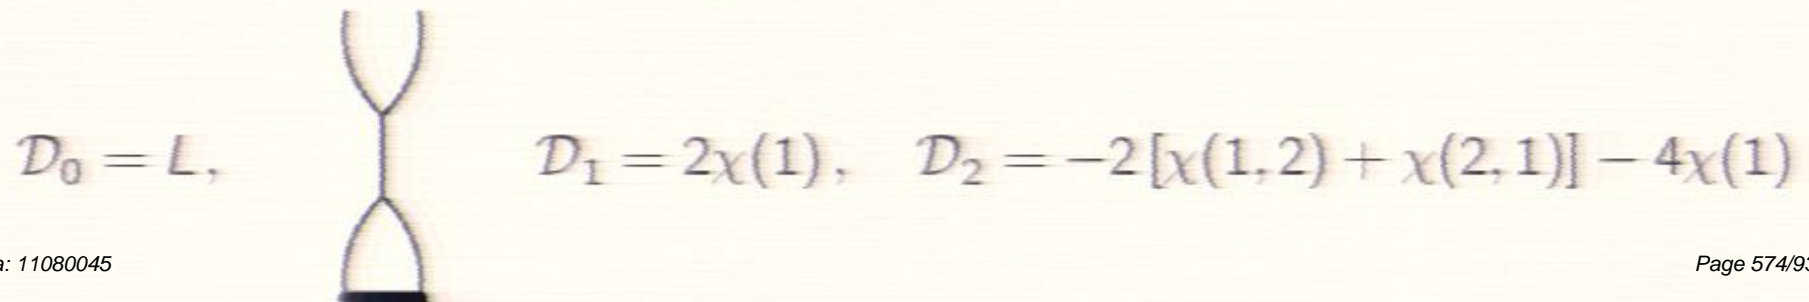 𝒟₀ = L, 𝒟₁ = 2χ(1), 𝒟₂ = −2[χ(1,2) + χ(2,1)] − 4χ(1)
a: 11080045 Page 574/93